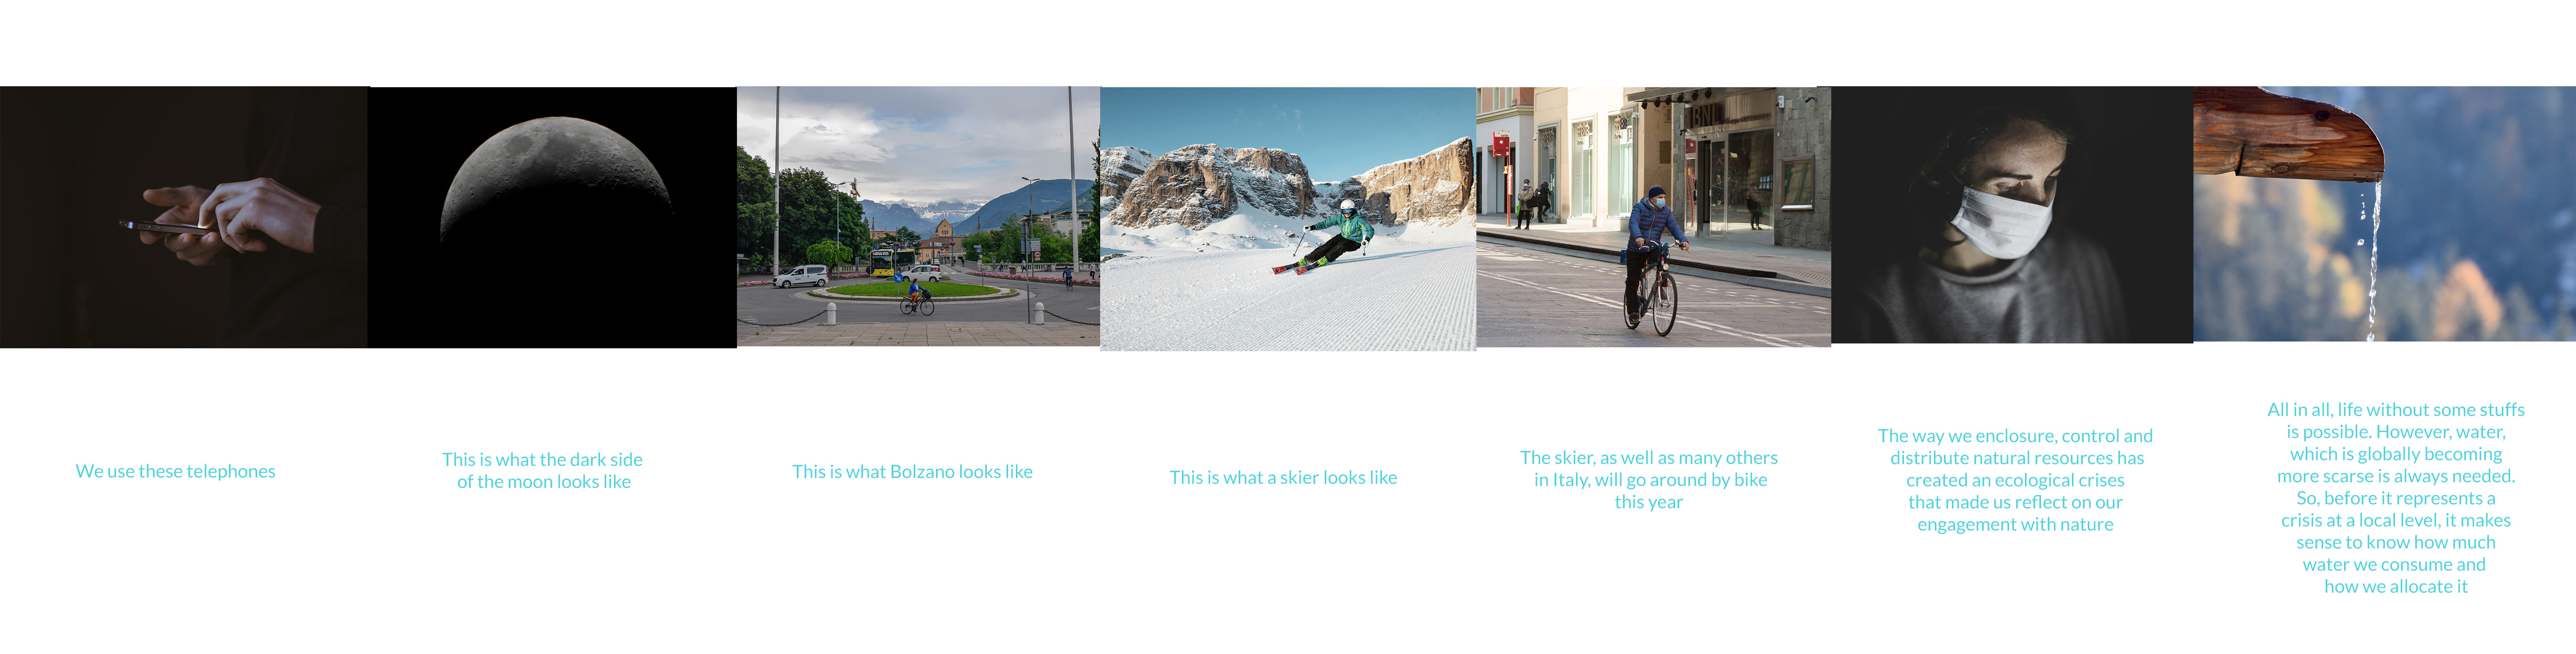 BNL
We use these telephones
This is what the dark side
of the moon looks like
This is what Bolzano looks like
This is what a skier looks like
The skier, as well as many others
in Italy, will go around by bike
this year
The way we enclosure, control and
distribute natural resources has
created an ecological crises
that made us reflect on our
engagement with nature
All in all, life without some stuffs
is possible. However, water,
which is globally becoming
more scarse is always needed.
So, before it represents a
crisis at a local level, it makes
sense to know how much
water we consume and
how we allocate it